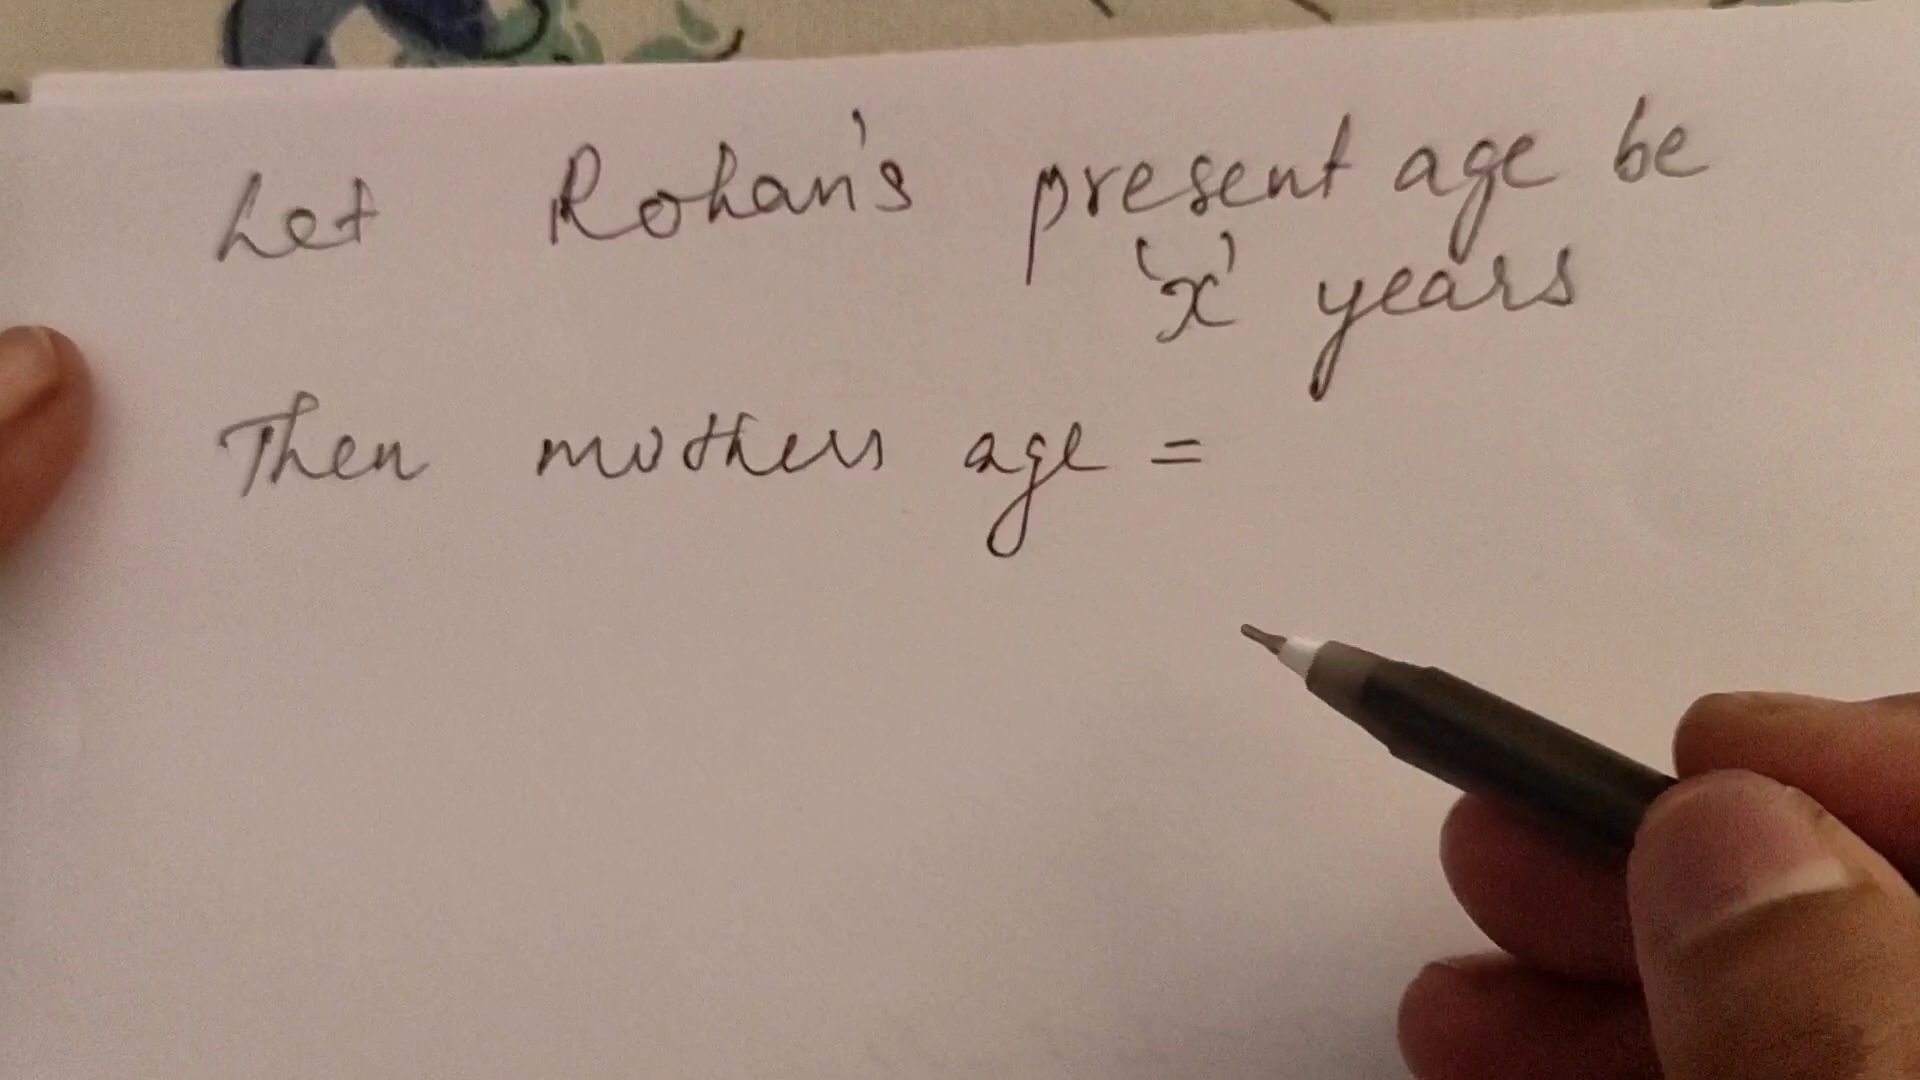 Let Rohan's present age be
'x' years
Then mothers age =